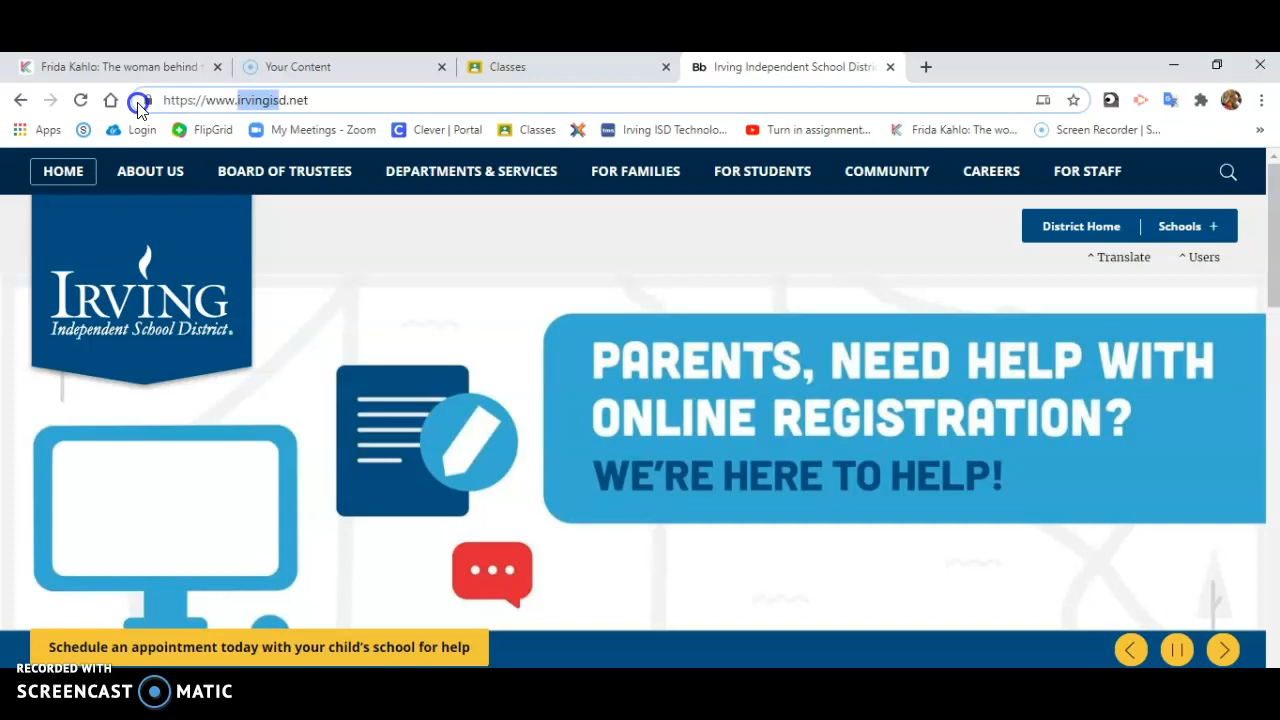 Frida Kahlo: The woman behind
Your Content
Classes
Bb Irving Independent School Distric
https://www.irvingisd.net
Apps
Login
FlipGrid
My Meetings - Zoom
Clever | Portal
Classes
Irving ISD Technolo...
Turn in assignment...
Frida Kahlo: The wo...
Screen Recorder | S...
HOME
ABOUT US
BOARD OF TRUSTEES
DEPARTMENTS & SERVICES
FOR FAMILIES
FOR STUDENTS
COMMUNITY
CAREERS
FOR STAFF
District Home
Schools +
^ Translate
^ Users
IRVING
Independent School District.
PARENTS, NEED HELP WITH
ONLINE REGISTRATION?
WE'RE HERE TO HELP!
Schedule an appointment today with your child's school for help
RECORDED WITH
SCREENCAST MATIC